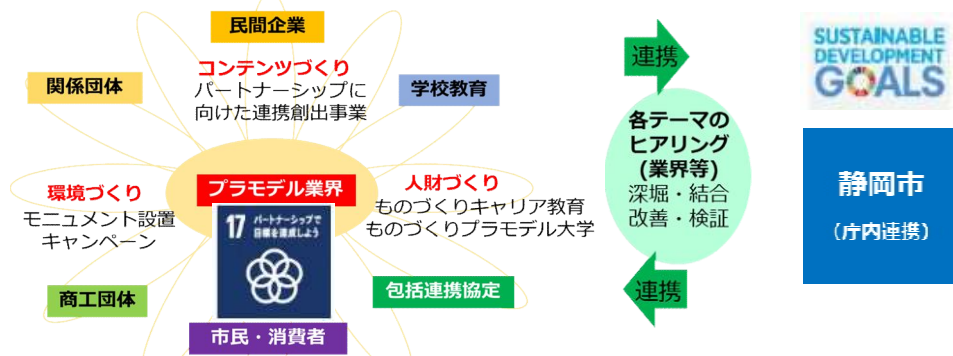 民間企業
関係団体
コンテンツづくり
パートナーシップに
向けた連携創出事業
学校教育
環境づくり
モニュメント設置
キャンペーン
プラモデル業界
17 パートナーシップで
目標を達成しよう
人財づくり
ものづくりキャリア教育
ものづくりプラモデル大学
商工団体
包括連携協定
市民・消費者
連携
各テーマの
ヒアリング
(業界等)
深堀・結合
改善・検証
連携
SUSTAINABLE
DEVELOPMENT
GOALS
静岡市
（庁内連携）